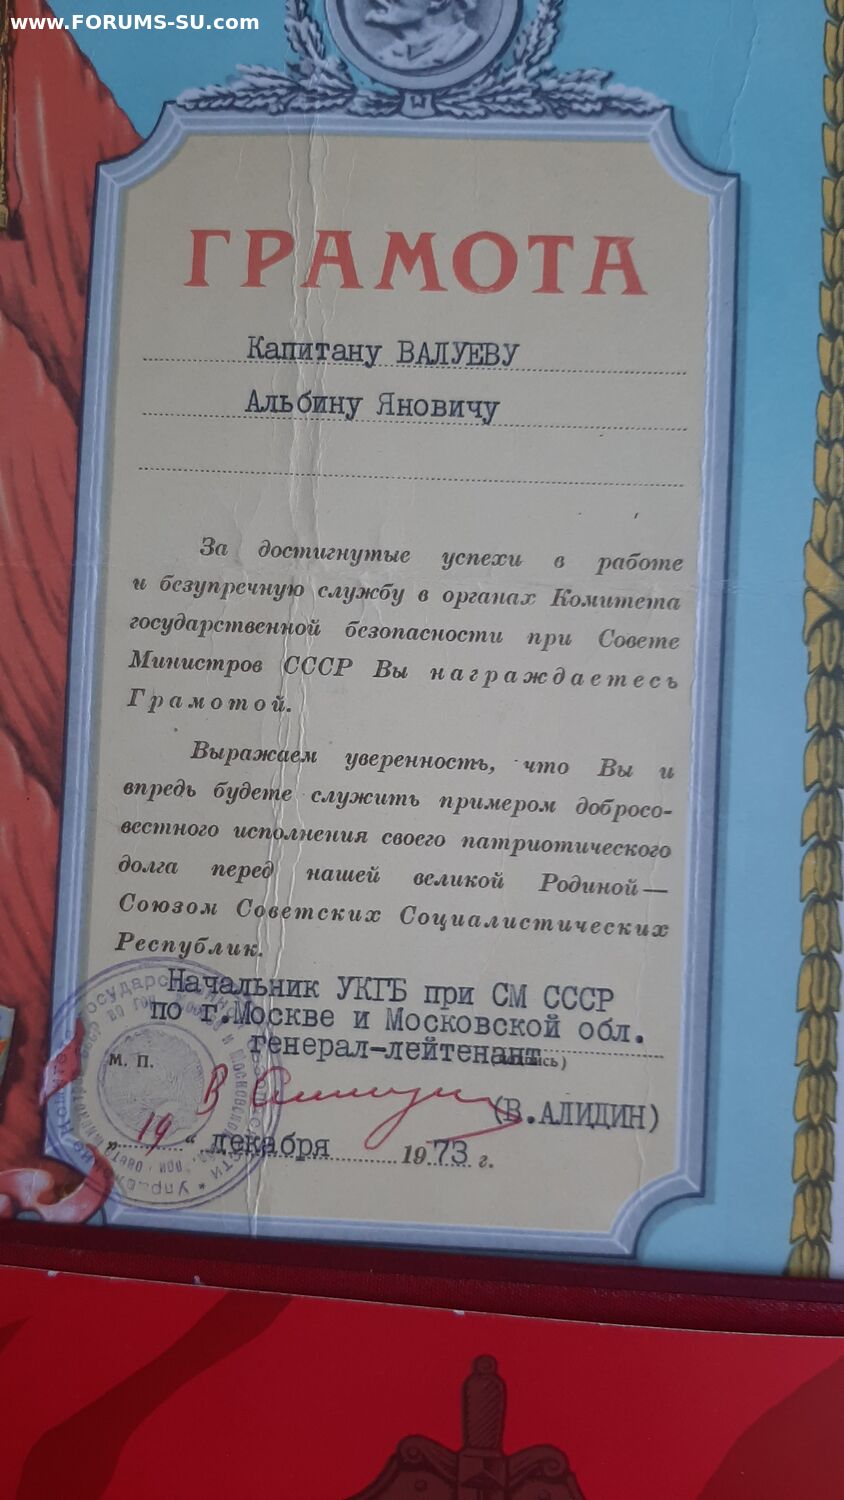 www.FORUMS-SU.com
ГРАМОТА
Капитану ВАЛУЕВУ
Альбину Яновичу
За достигнутые успехи в работе
и безупречную службу в органах Комитета
государственной безопасности при Совете
Министров СССР Вы награждаетесь
Грамотой.
Выражаем уверенность, что Вы и
впредь будете служить примером добросо-
вестного исполнения своего патриотического
долга перед нашей великой Родиной—
Союзом Советских Социалистических
Республик.
Начальник УКГБ при СМ СССР
по г.Москве и Московской обл.
генерал-лейтенант
М. П.
(В.АЛИДИН)
„19“ декабря 1973 г.